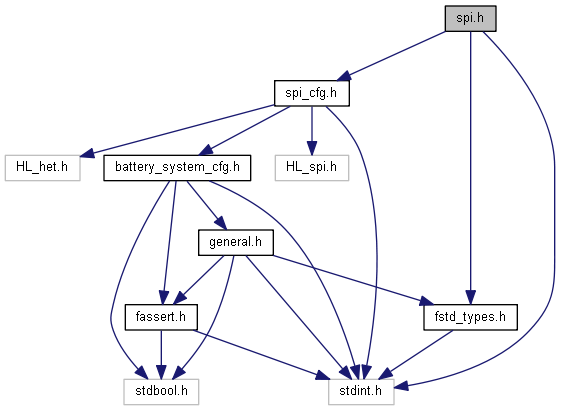 spi.h
spi_cfg.h
HL_het.h
battery_system_cfg.h
HL_spi.h
general.h
fassert.h
fstd_types.h
stdbool.h
stdint.h